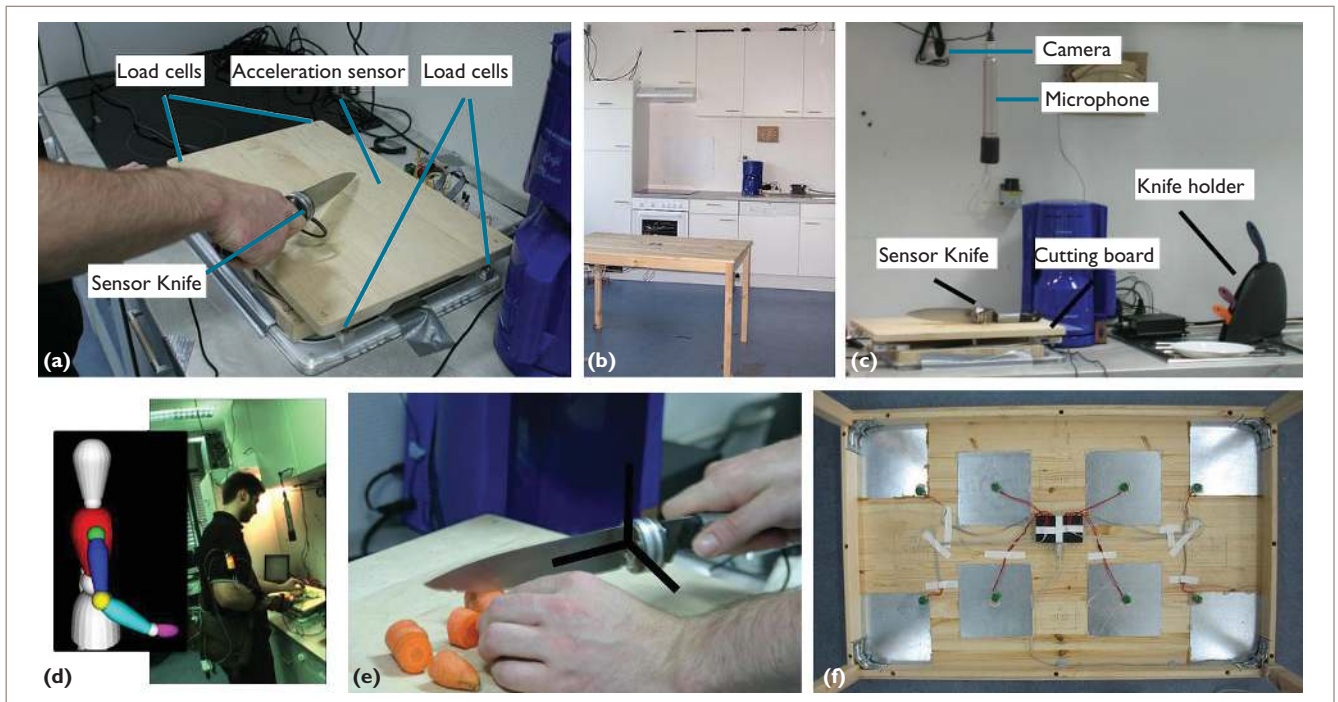 Load cells
Acceleration sensor
Load cells
Sensor Knife
(a)
(b)
Camera
Microphone
Knife holder
Sensor Knife
Cutting board
(c)
(d)
(e)
(f)